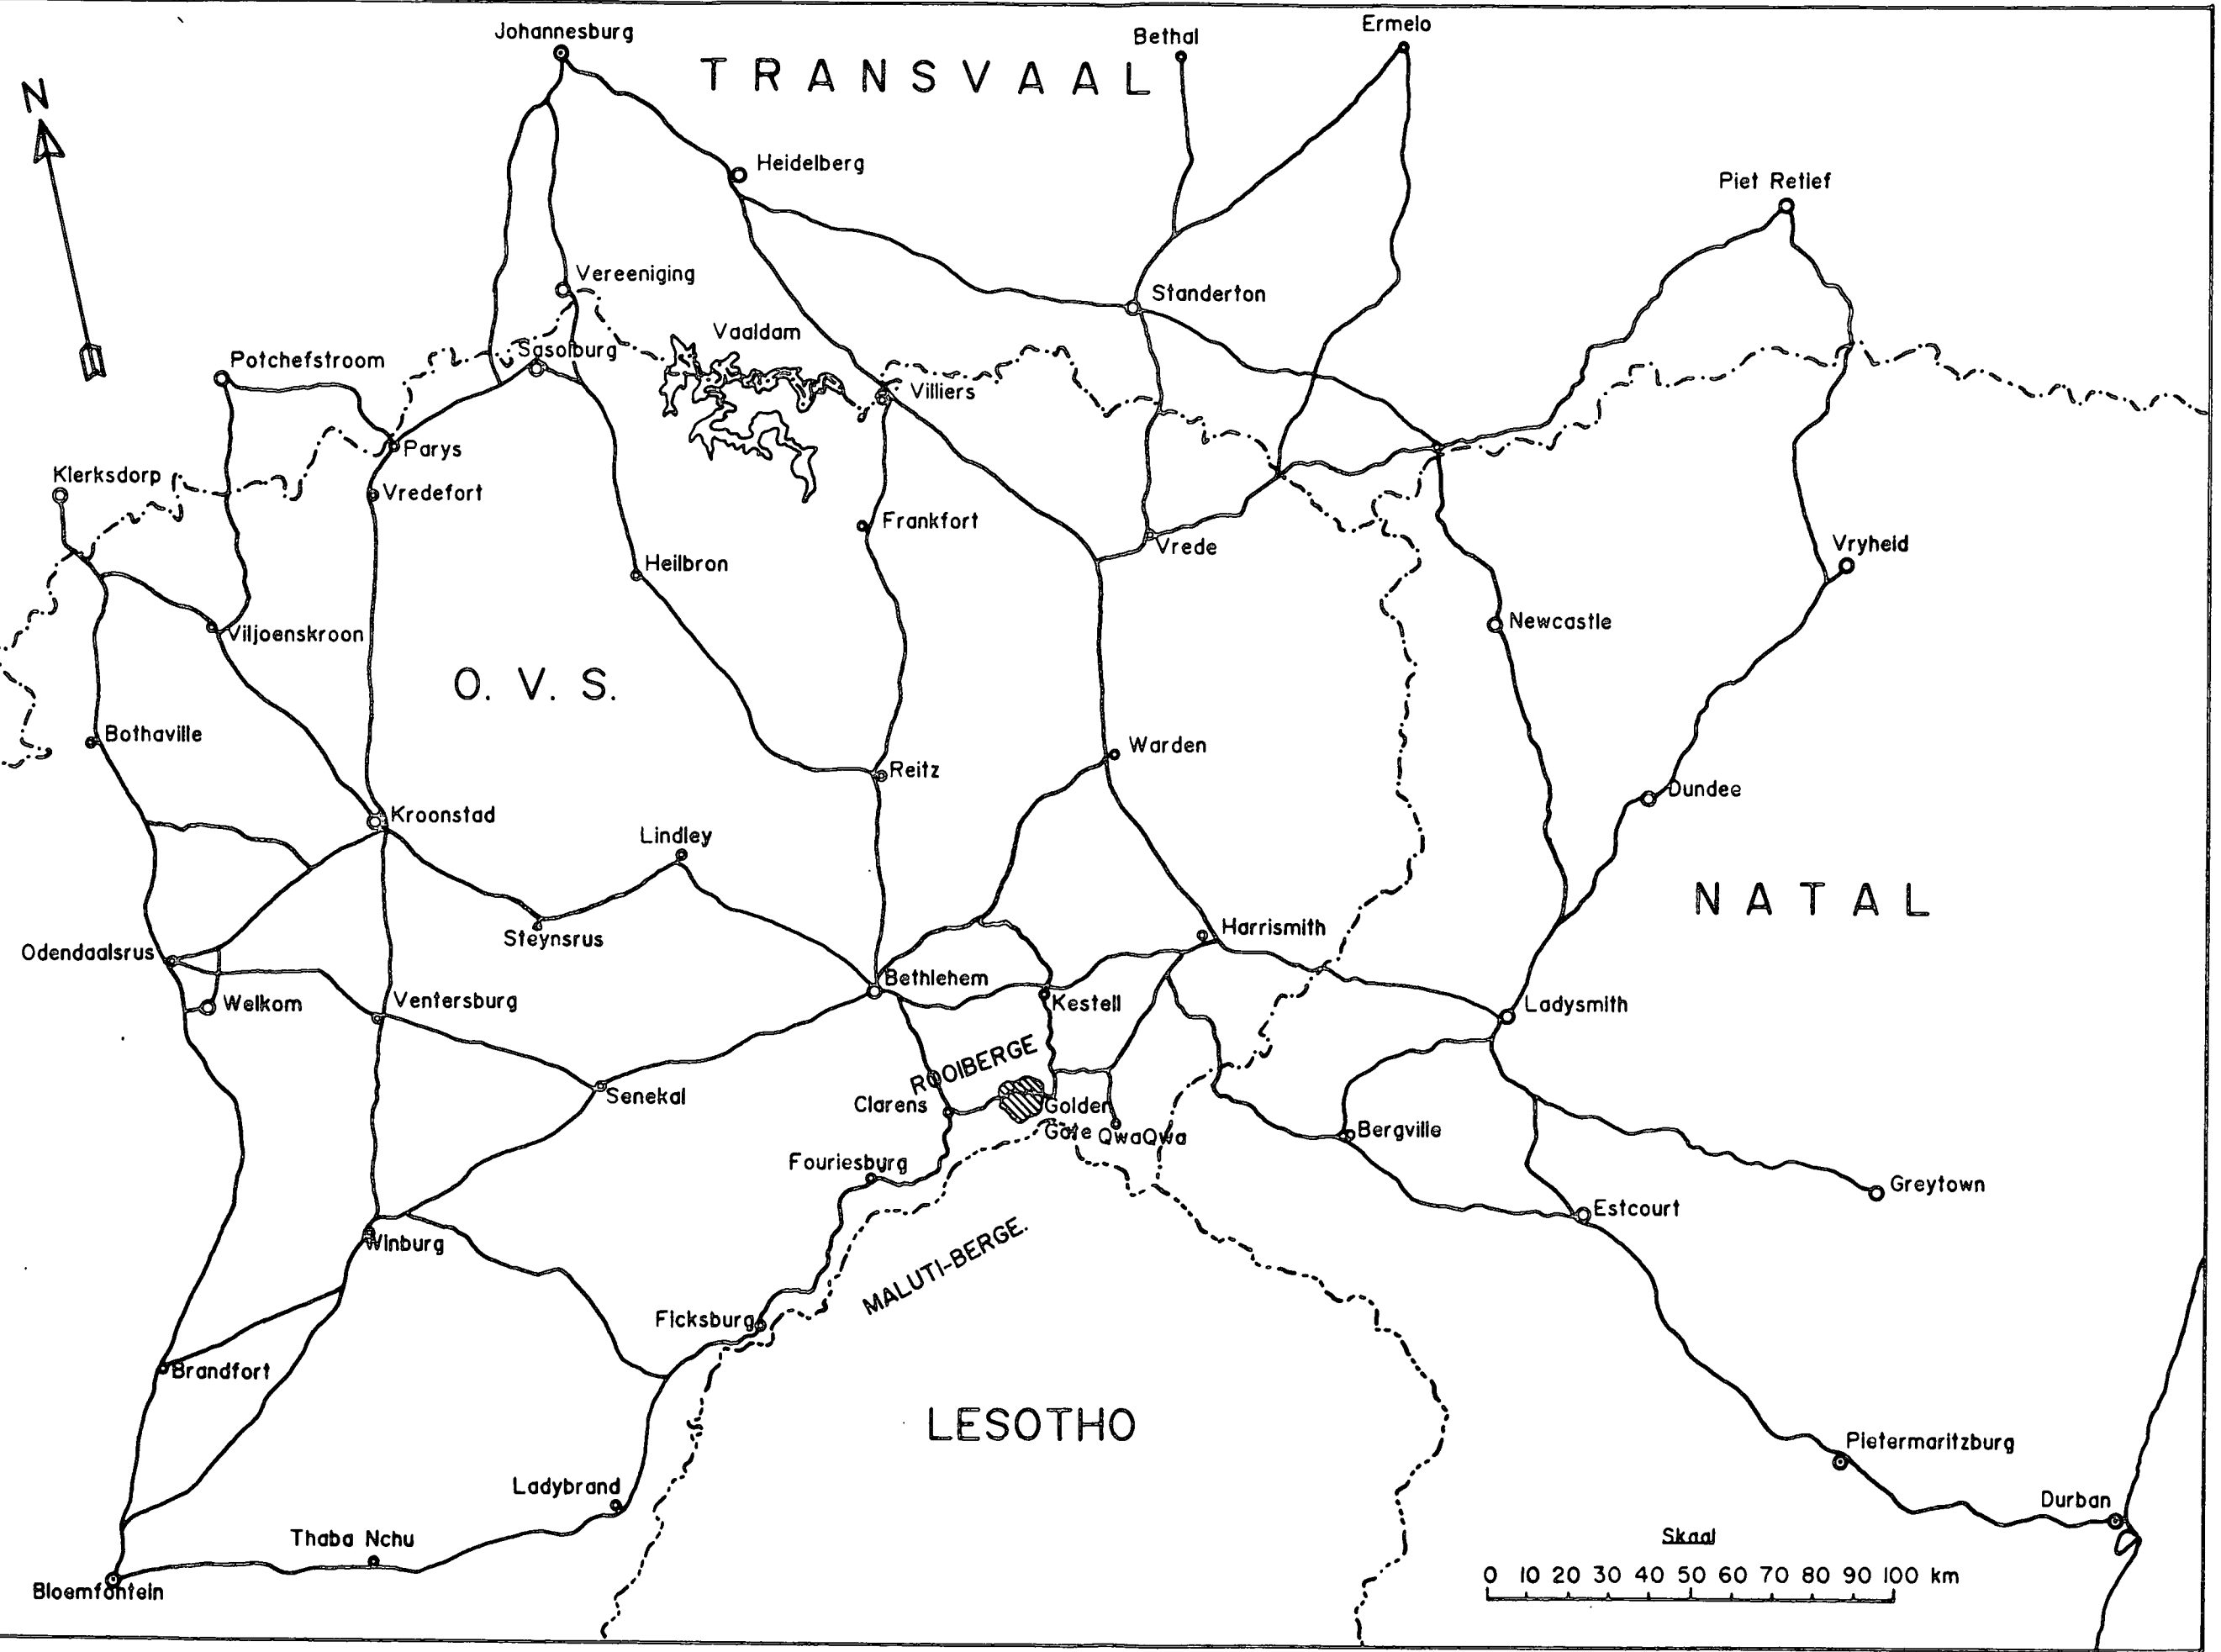 Johannesburg
Bethal
Ermelo
TRANSVAAL
N
Heidelberg
Piet Retief
Vereeniging
Standerton
Vaaldam
Sasolburg
Potchefstroom
Villiers
Parys
Klerksdorp
Vredefort
Frankfort
Vrede
Vryheid
Heilbron
Newcastle
Viljoenskroon
O. V. S.
Bothaville
Warden
Reitz
Dundee
Kroonstad
Lindley
NATAL
Harrismith
Steynsrus
Odendaalsrus
Bethlehem
Welkom
Ventersburg
Kestell
Ladysmith
ROOIBERGE
Senekal
Clarens
Golden
Gate
QwaQwa
Bergville
Fouriesburg
Greytown
Estcourt
Winburg
MALUTI-BERGE.
Ficksburg
Brandfort
LESOTHO
Pietermaritzburg
Ladybrand
Durban
Thaba Nchu
Skaal
0 10 20 30 40 50 60 70 80 90 100 km
Bloemfontein